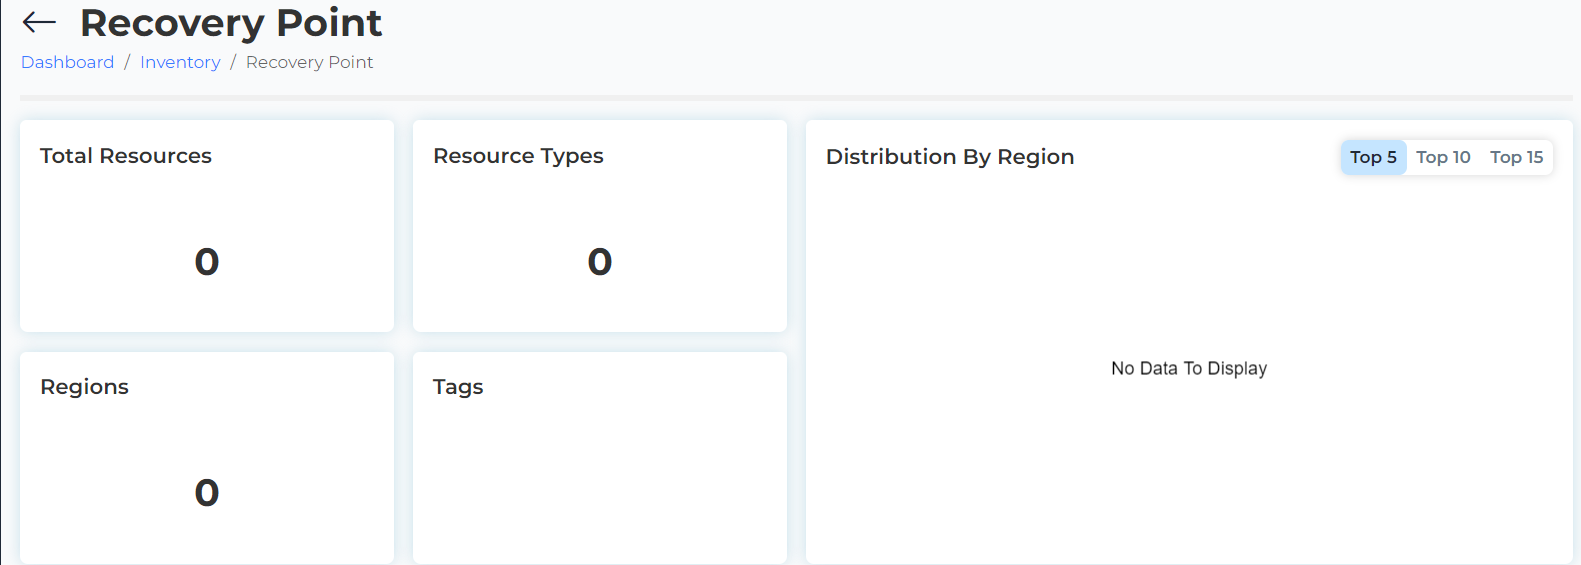 Recovery Point
Dashboard / Inventory / Recovery Point
Total Resources
0
Resource Types
0
Distribution By Region
Top 5 Top 10 Top 15
No Data To Display
Regions
0
Tags